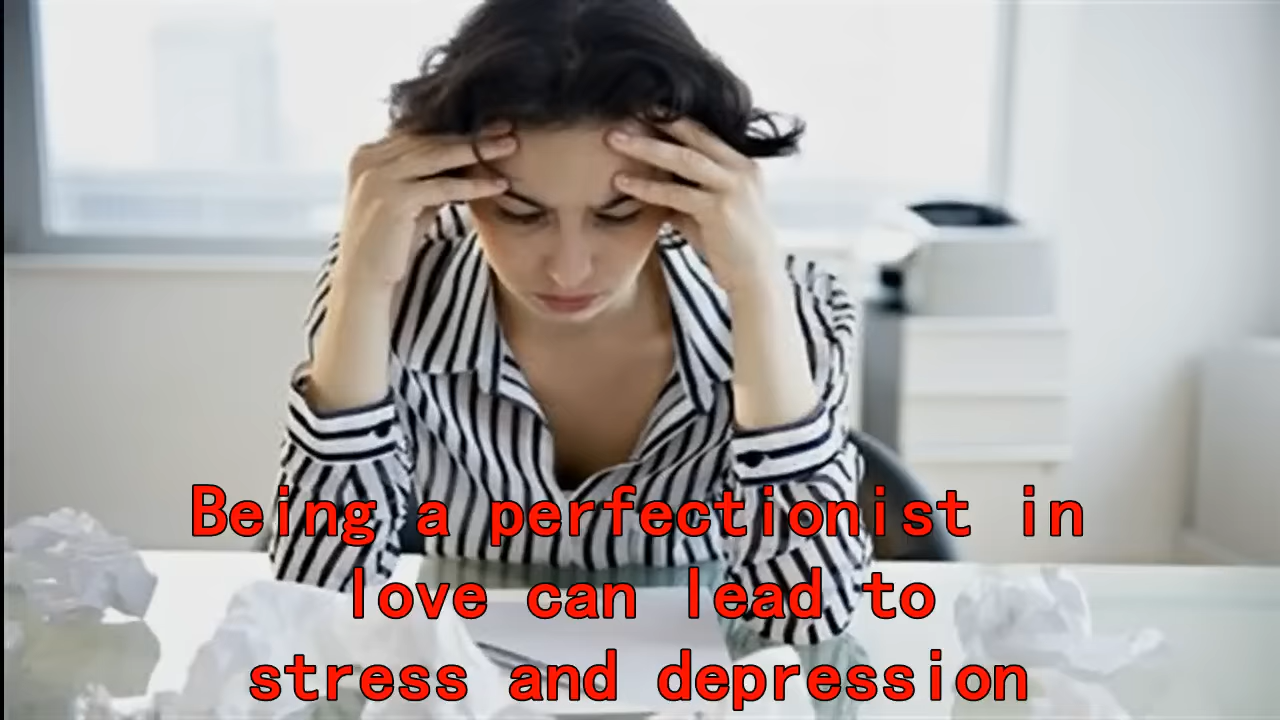 Being a perfectionist in
love can lead to
stress and depression